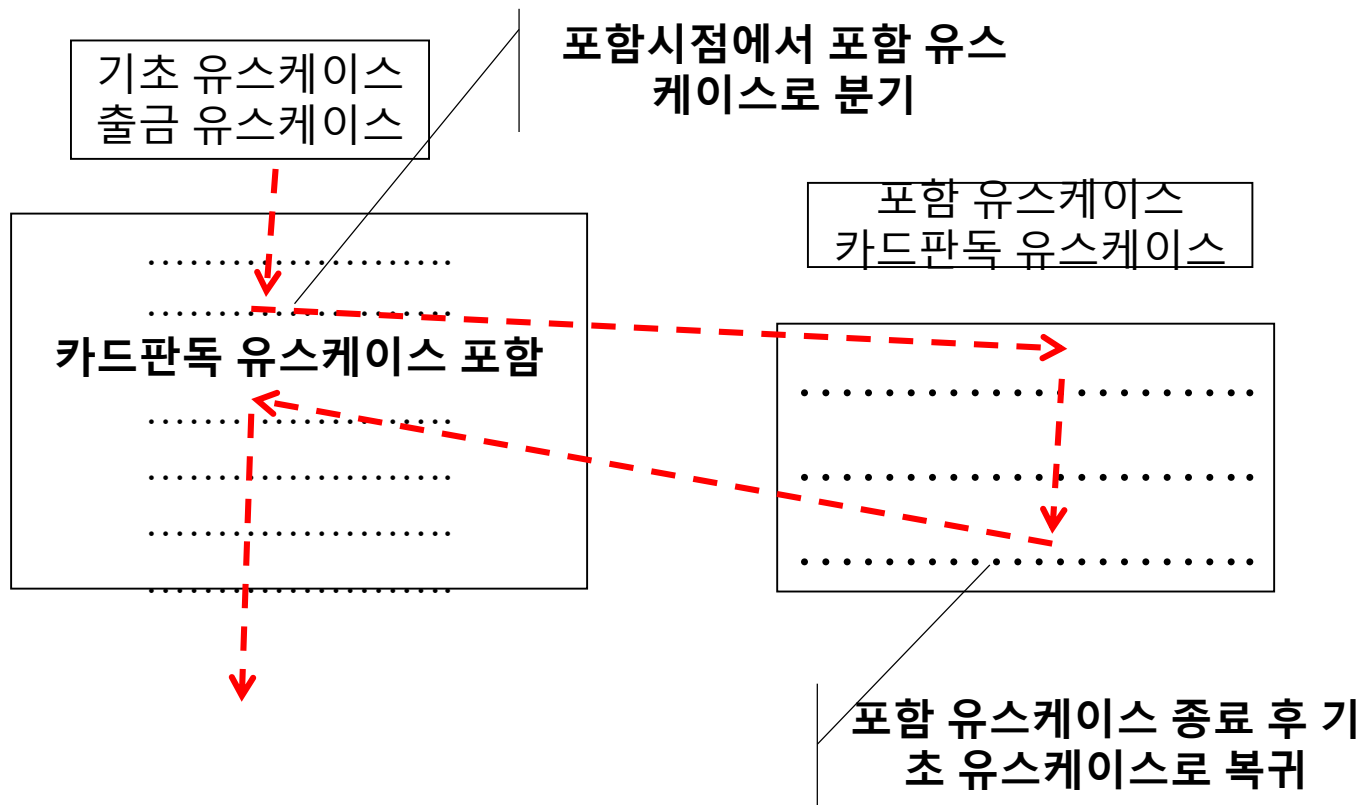 포함시점에서 포함 유스
케이스로 분기
기초 유스케이스
출금 유스케이스
포함 유스케이스
카드판독 유스케이스
카드판독 유스케이스 포함
포함 유스케이스 종료 후 기
초 유스케이스로 복귀